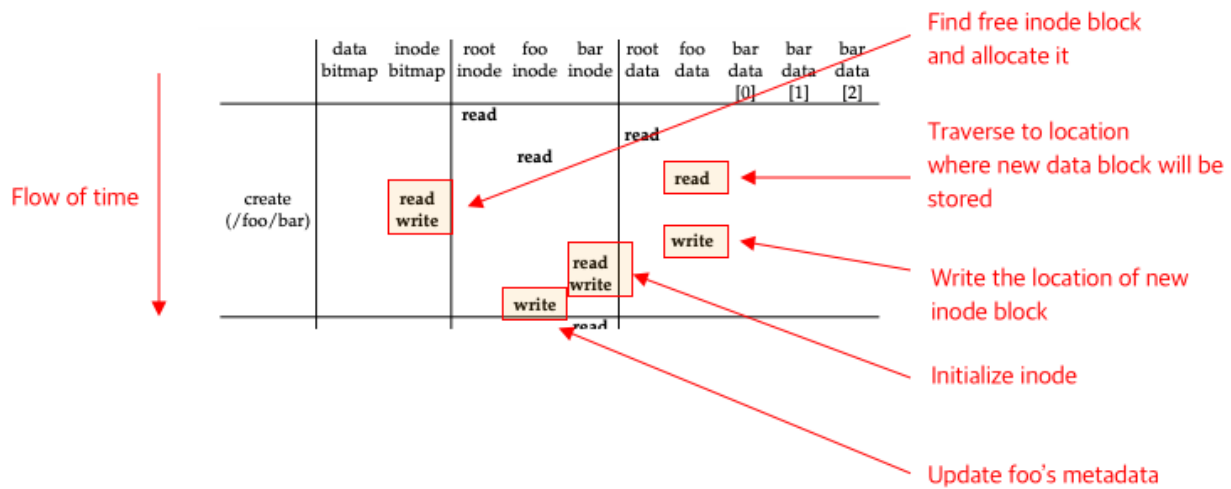 Find free inode block
and allocate it
data inode root foo bar root foo bar bar bar
bitmap bitmap inode inode inode data data data data data
[0] [1] [2]
read
read
Traverse to location
where new data block will be
stored
read
read
Flow of time
create
(/foo/bar)
read
write
write
read
write
Write the location of new
inode block
write
read
Initialize inode
Update foo's metadata